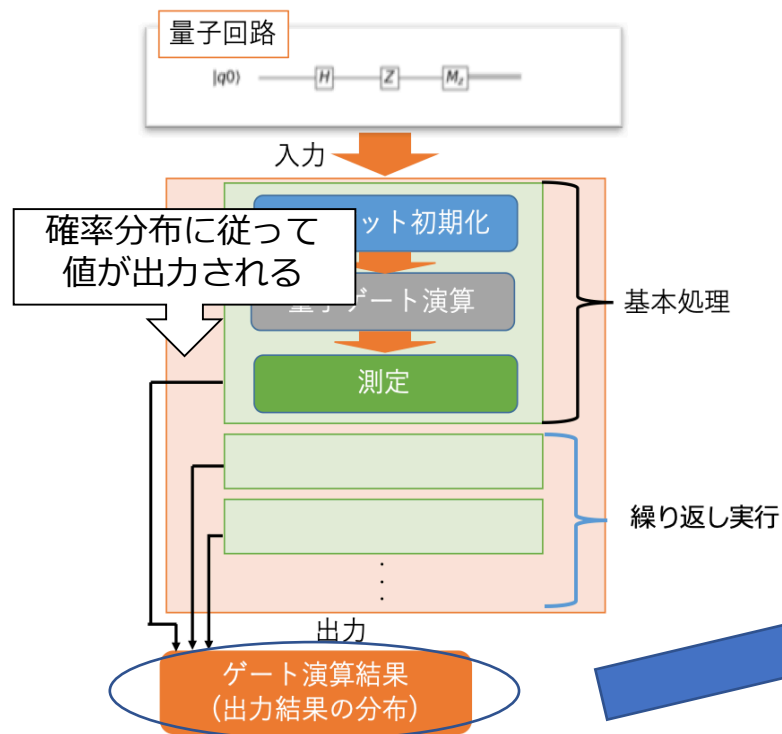 量子回路
|q0⟩ H Z M_z
入力
確率分布に従って
値が出力される
ット初期化
量子ゲート演算
測定
基本処理
繰り返し実行
出力
ゲート演算結果
（出力結果の分布）